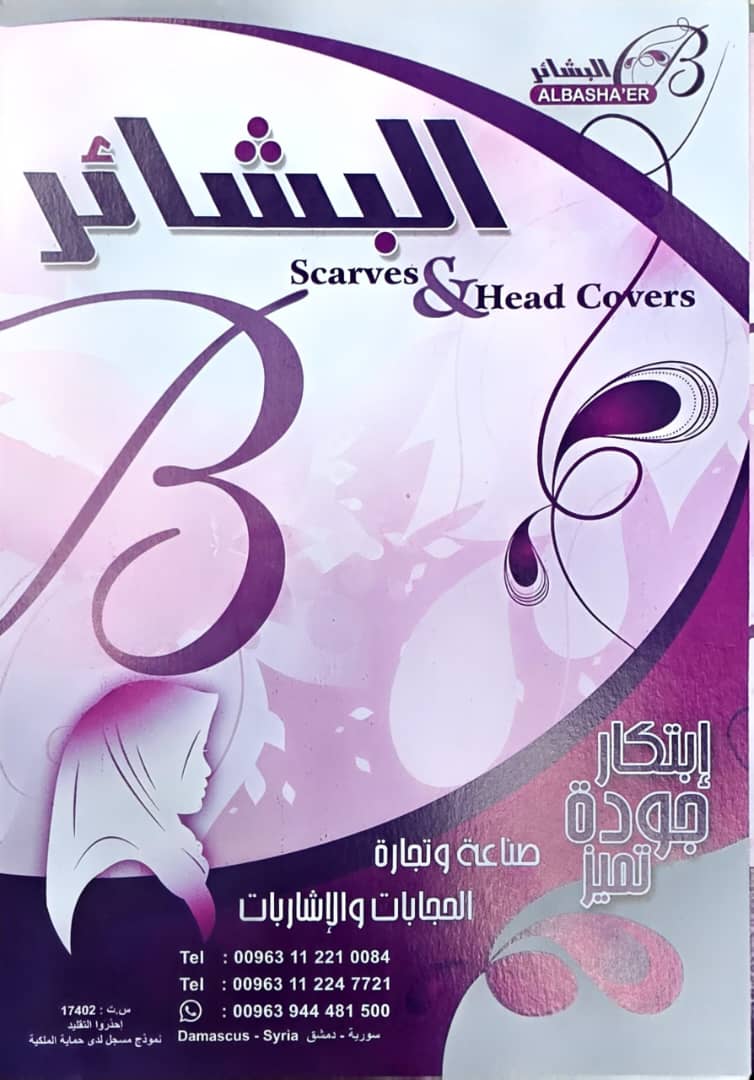 البشائر
ALBASHA'ER
البشائر
Scarves & Head Covers
B
إبتكار
جودة
تميز
صناعة وتجارة
الحجابات والإشاربات
Tel : 00963 11 221 0084
Tel : 00963 11 224 7721
: 00963 944 481 500
Damascus - Syria سورية - دمشق
س.ت : 17402
إحذروا التقليد
نموذج مسجل لدى حماية الملكية